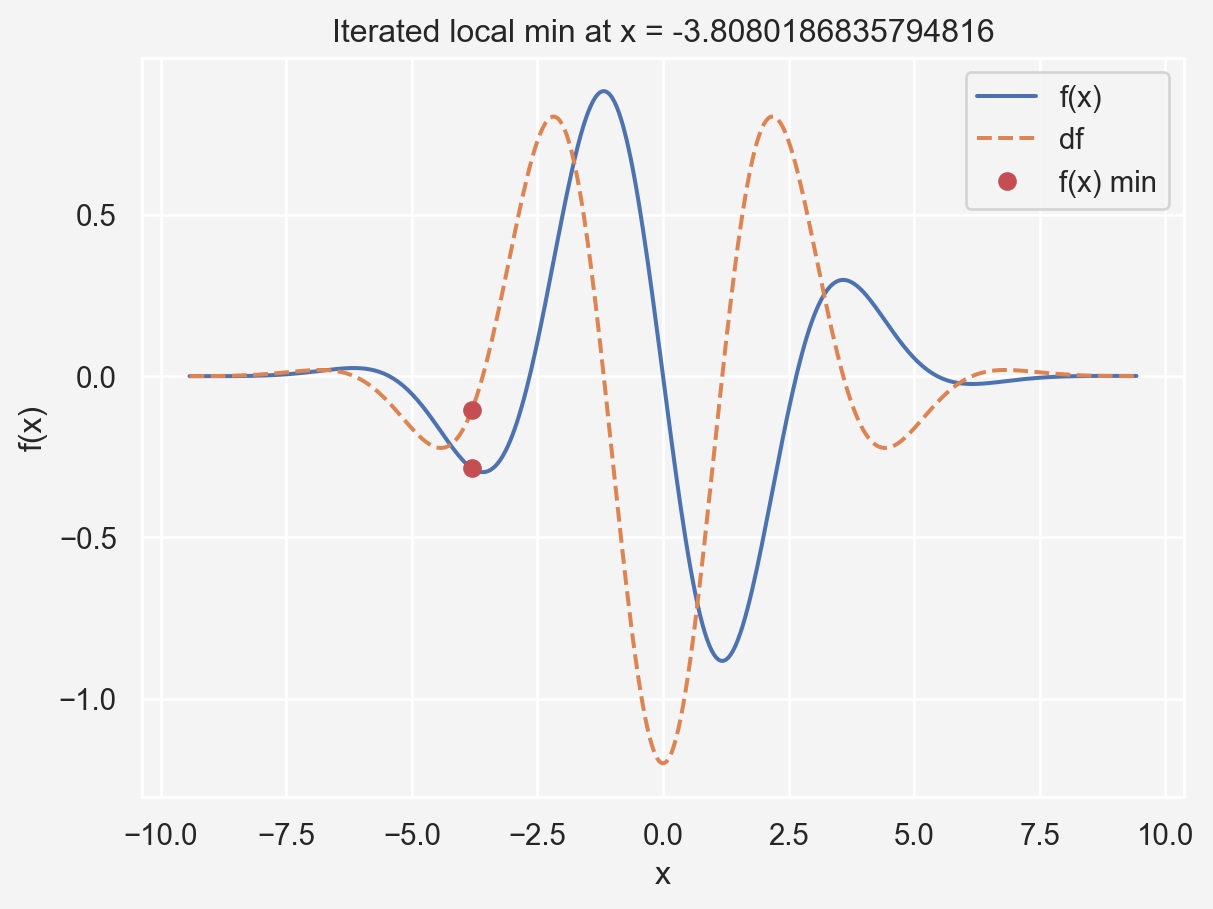 Iterated local min at x = -3.8080186835794816
f(x)
df
f(x) min
0.5
0.0
−0.5
−1.0
f(x)
−10.0 −7.5 −5.0 −2.5 0.0 2.5 5.0 7.5 10.0
x